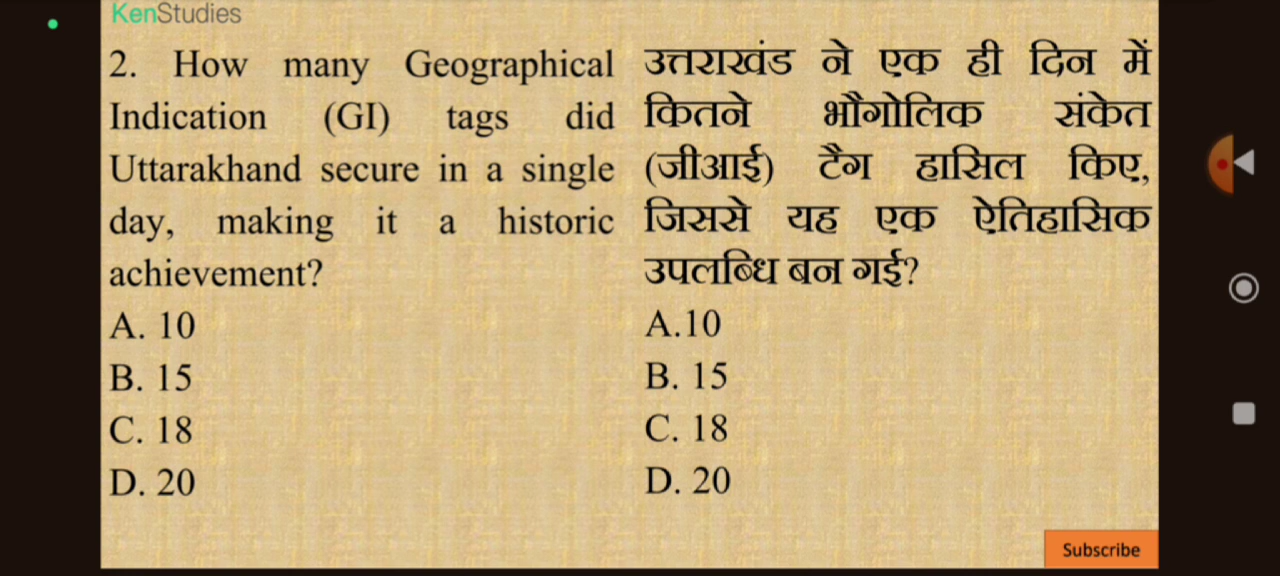 KenStudies
2. How many Geographical
Indication (GI) tags did
Uttarakhand secure in a single
day, making it a historic
achievement?
A. 10
B. 15
C. 18
D. 20
उत्तराखंड ने एक ही दिन में
कितने भौगोलिक संकेत
(जीआई) टैग हासिल किए,
जिससे यह एक ऐतिहासिक
उपलब्धि बन गई?
A.10
B. 15
C. 18
D. 20
Subscribe